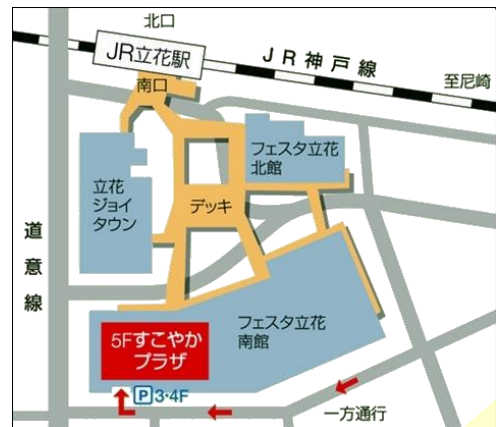 北口
JR立花駅
JR神戸線
南口
至尼崎
フェスタ立花
北館
立花
ジョイ
タウン
デッキ
道意線
フェスタ立花
南館
5Fすこやか
プラザ
P3·4F
一方通行